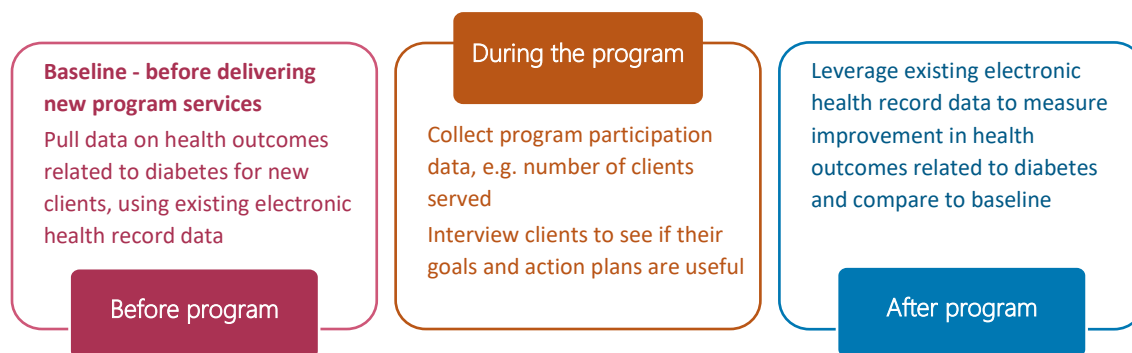 Baseline - before delivering
new program services
Pull data on health outcomes
related to diabetes for new
clients, using existing electronic
health record data
Before program
During the program
Collect program participation
data, e.g. number of clients
served
Interview clients to see if their
goals and action plans are useful
Leverage existing electronic
health record data to measure
improvement in health
outcomes related to diabetes
and compare to baseline
After program